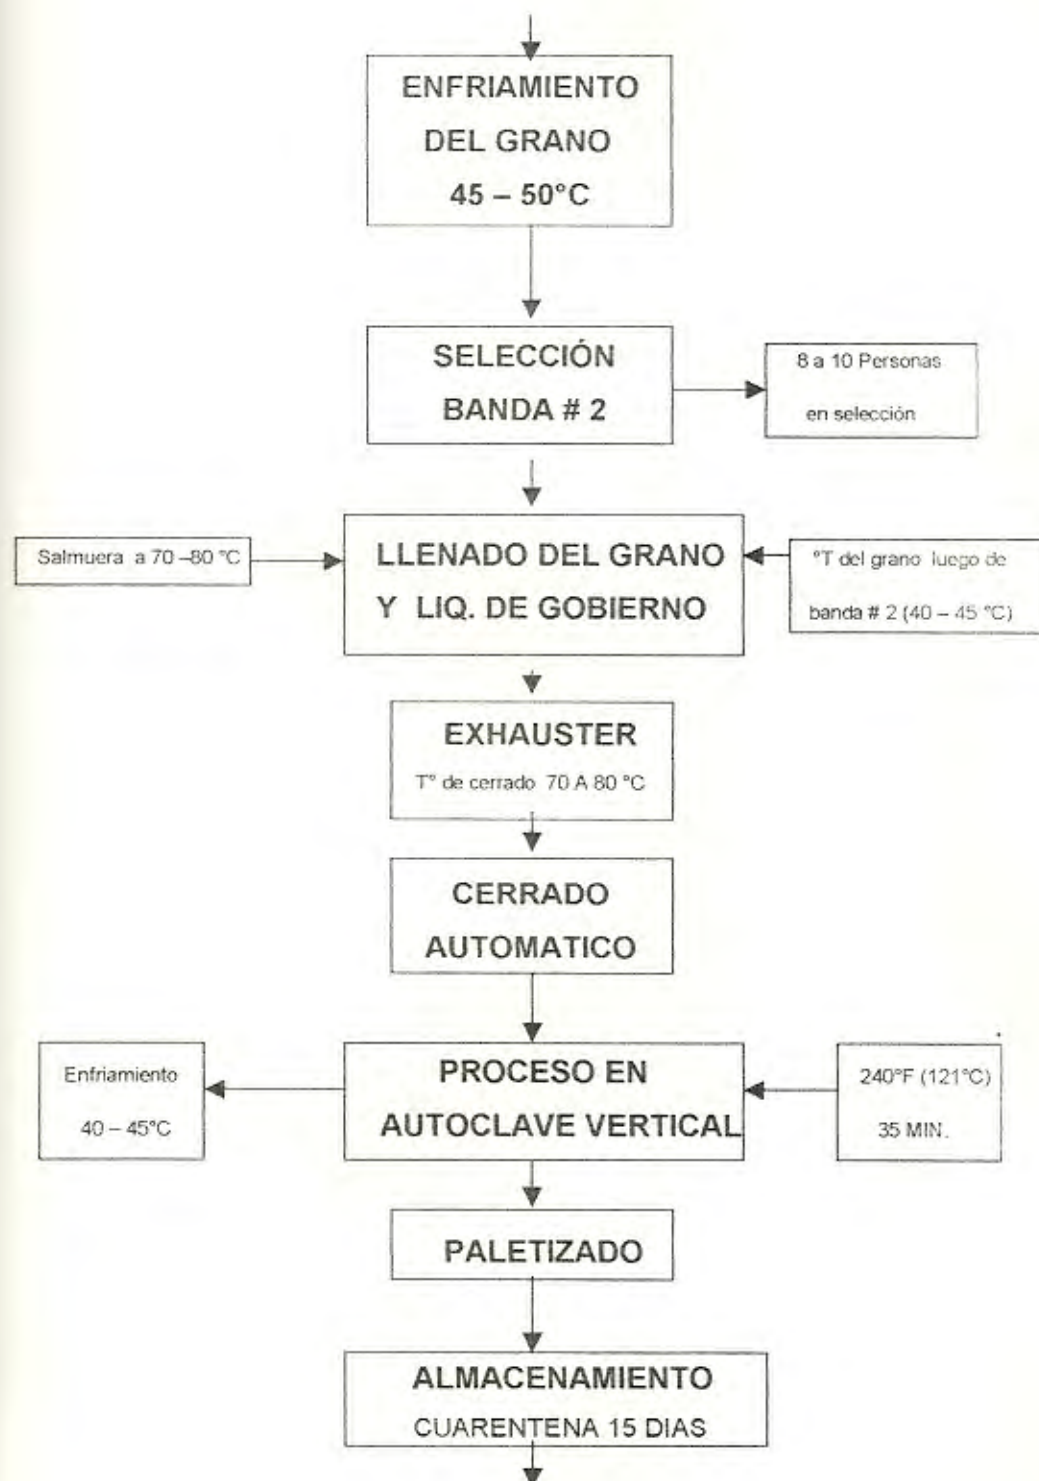 ENFRIAMIENTO
DEL GRANO
45 – 50°C
SELECCIÓN
BANDA # 2
8 a 10 Personas
en selección
Salmuera a 70 –80 °C
LLENADO DEL GRANO
Y LIQ. DE GOBIERNO
°T del grano luego de
banda # 2 (40 – 45 °C)
EXHAUSTER
T° de cerrado 70 A 80 °C
CERRADO
AUTOMATICO
Enfriamiento
40 – 45°C
PROCESO EN
AUTOCLAVE VERTICAL
240°F (121°C)
35 MIN.
PALETIZADO
ALMACENAMIENTO
CUARENTENA 15 DIAS